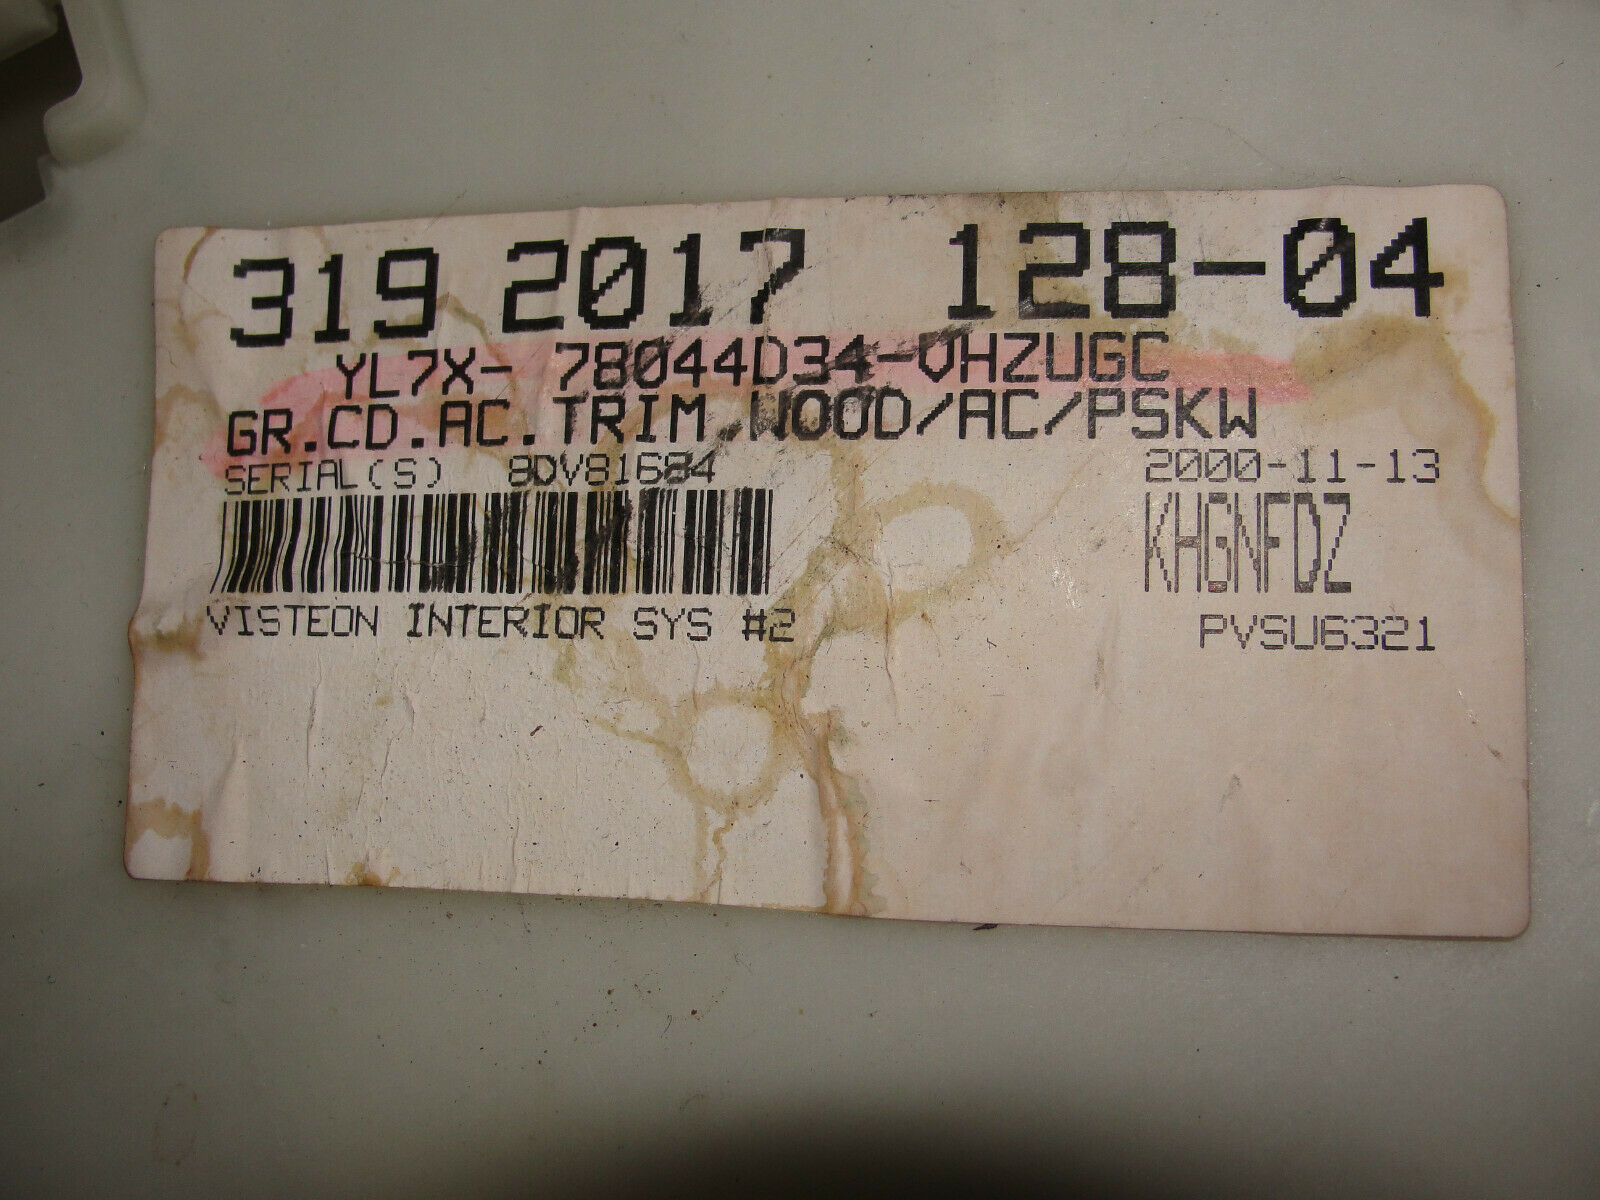 319 2017 128-04
YL7X- 78044D34-VHZUGC
GR.CD.AC.TRIM.WOOD/AC/PSKW
SERIAL(S) 8DV81684 2000-11-13
KHGNFDZ
VISTEON INTERIOR SYS #2 PVSU6321